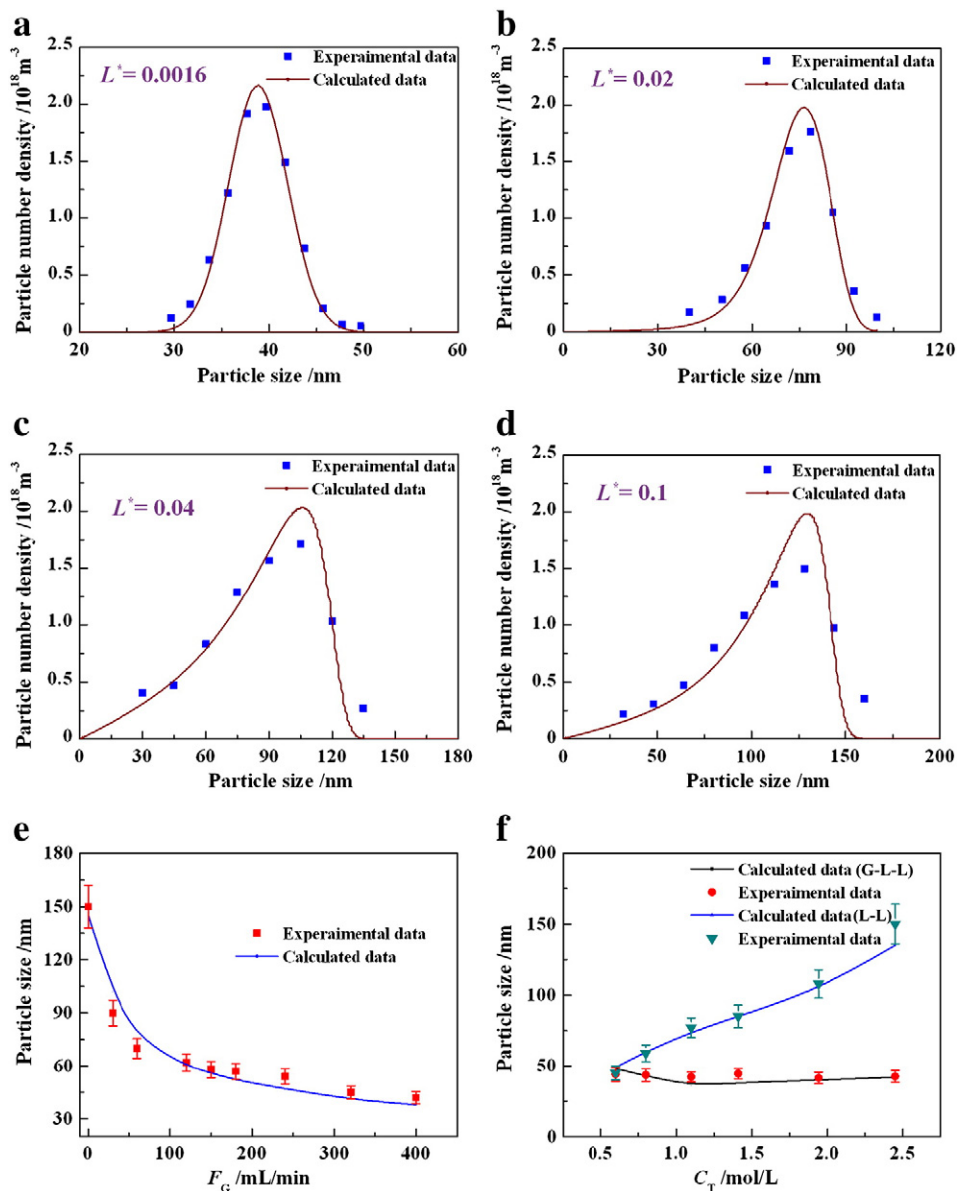 a
2.5
2.0
1.5
1.0
0.5
0
20 30 40 50 60
Particle number density /10¹⁸m⁻³
Particle size /nm
L*= 0.0016
Experaimental data
Calculated data
b
2.5
2.0
1.5
1.0
0.5
0
0 30 60 90 120
Particle number density /10¹⁸m⁻³
Particle size /nm
L*= 0.02
Experaimental data
Calculated data
c
2.5
2.0
1.5
1.0
0.5
0
0 30 60 90 120 150 180
Particle number density /10¹⁸m⁻³
Particle size /nm
L*= 0.04
Experaimental data
Calculated data
d
2.5
2.0
1.5
1.0
0.5
0
0 50 100 150 200
Particle number density /10¹⁸m⁻³
Particle size /nm
L*= 0.1
Experaimental data
Calculated data
e
180
150
120
90
60
30
0 100 200 300 400
Particle size /nm
F_G /mL/min
Experaimental data
Calculated data
f
200
150
100
50
0
0.5 1.0 1.5 2.0 2.5
Particle size /nm
C_T /mol/L
Calculated data (G-L-L)
Experaimental data
Calculated data (L-L)
Experaimental data